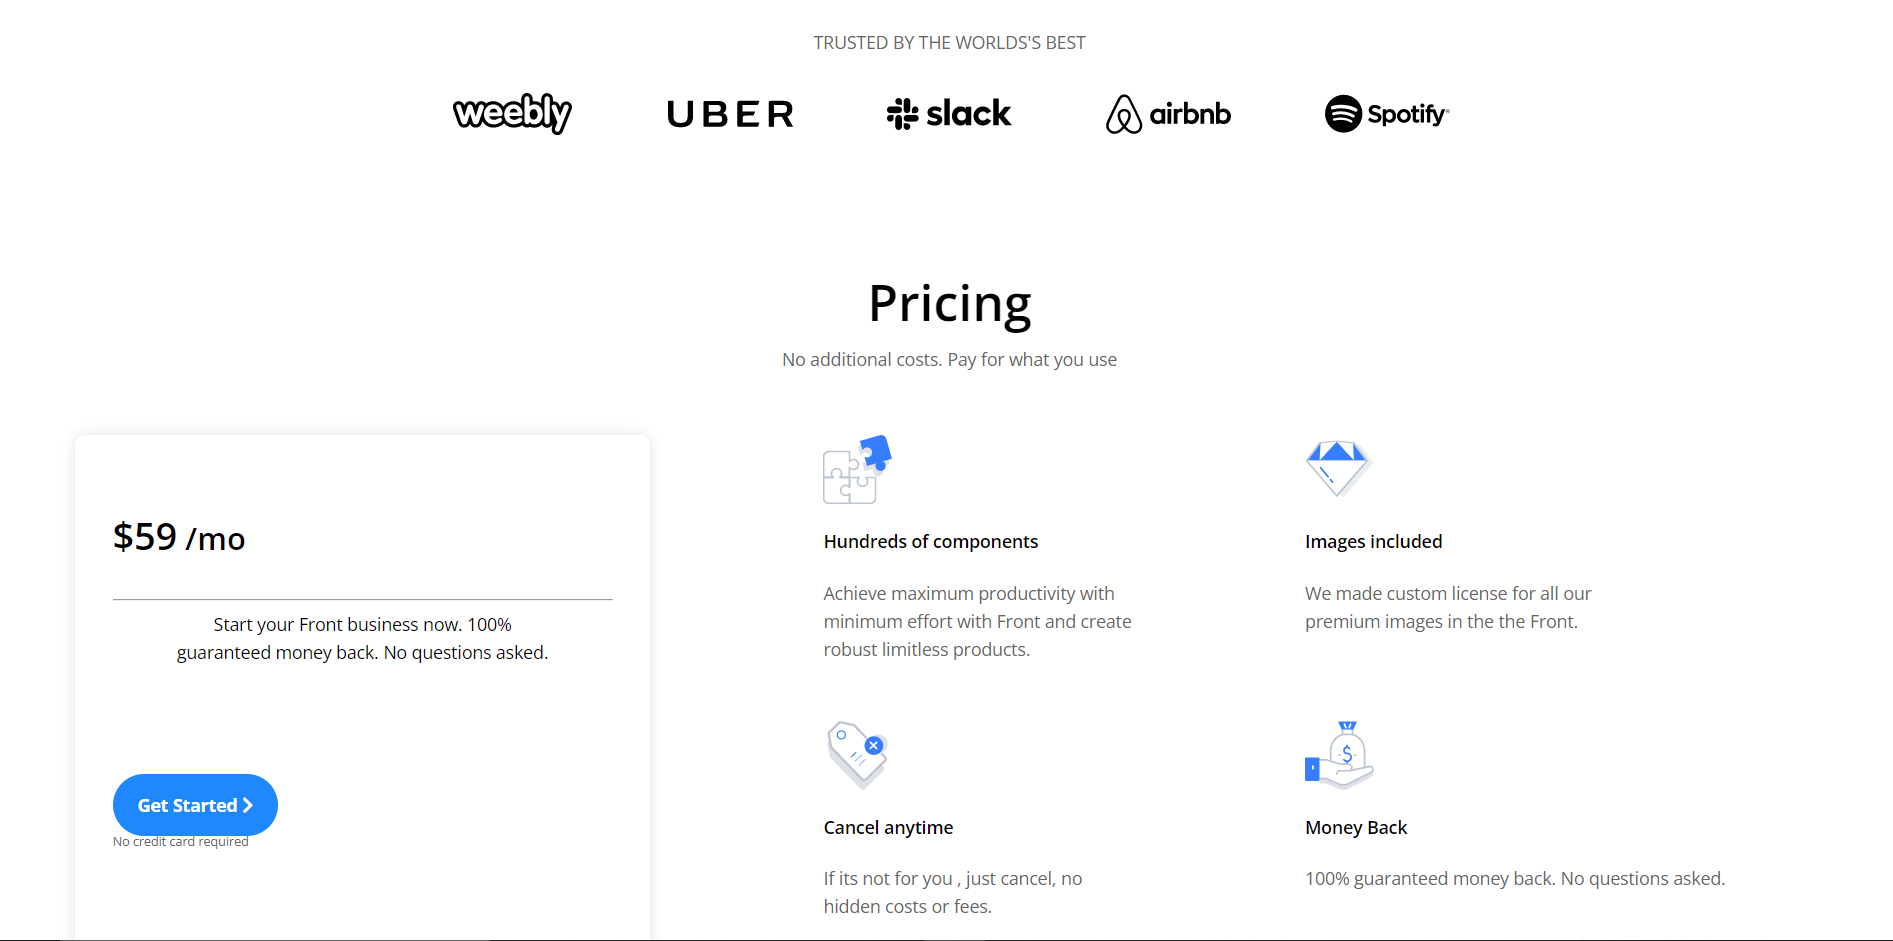 TRUSTED BY THE WORLDS'S BEST
weebly
UBER
slack
airbnb
Spotify®
Pricing
No additional costs. Pay for what you use
$59 /mo
Start your Front business now. 100%
guaranteed money back. No questions asked.
Get Started
No credit card required
Hundreds of components
Achieve maximum productivity with
minimum effort with Front and create
robust limitless products.
Images included
We made custom license for all our
premium images in the the Front.
Cancel anytime
If its not for you , just cancel, no
hidden costs or fees.
$
Money Back
100% guaranteed money back. No questions asked.